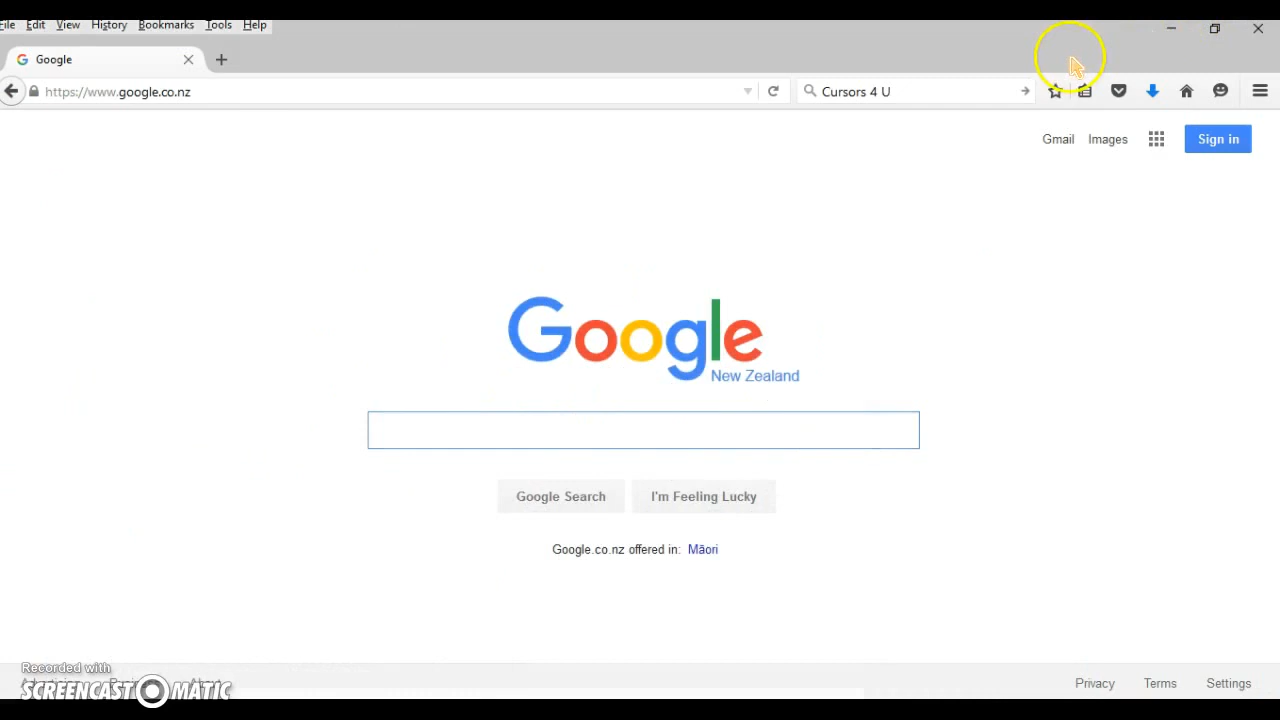 File Edit View History Bookmarks Tools Help
Google
https://www.google.co.nz
Cursors 4 U
Gmail Images
Sign in
Google
New Zealand
Google Search I'm Feeling Lucky
Google.co.nz offered in: Māori
Recorded with
SCREENCAST-O-MATIC
Privacy Terms Settings